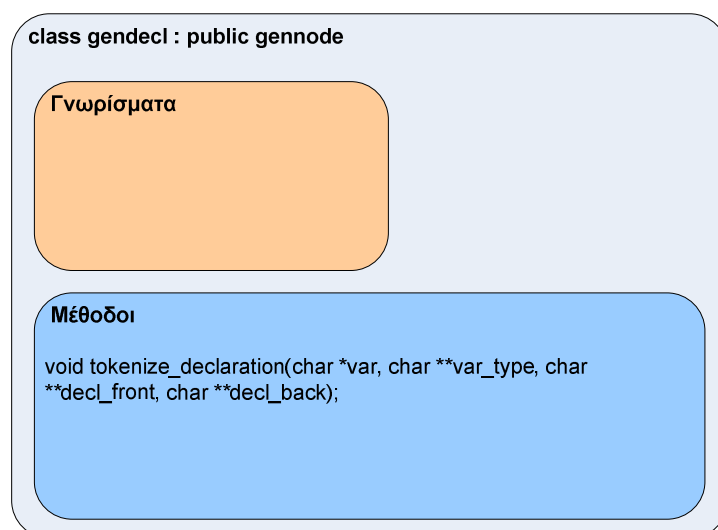 class gendecl : public gennode
Γνωρίσματα
Μέθοδοι
void tokenize_declaration(char *var, char **var_type, char
**decl_front, char **decl_back);